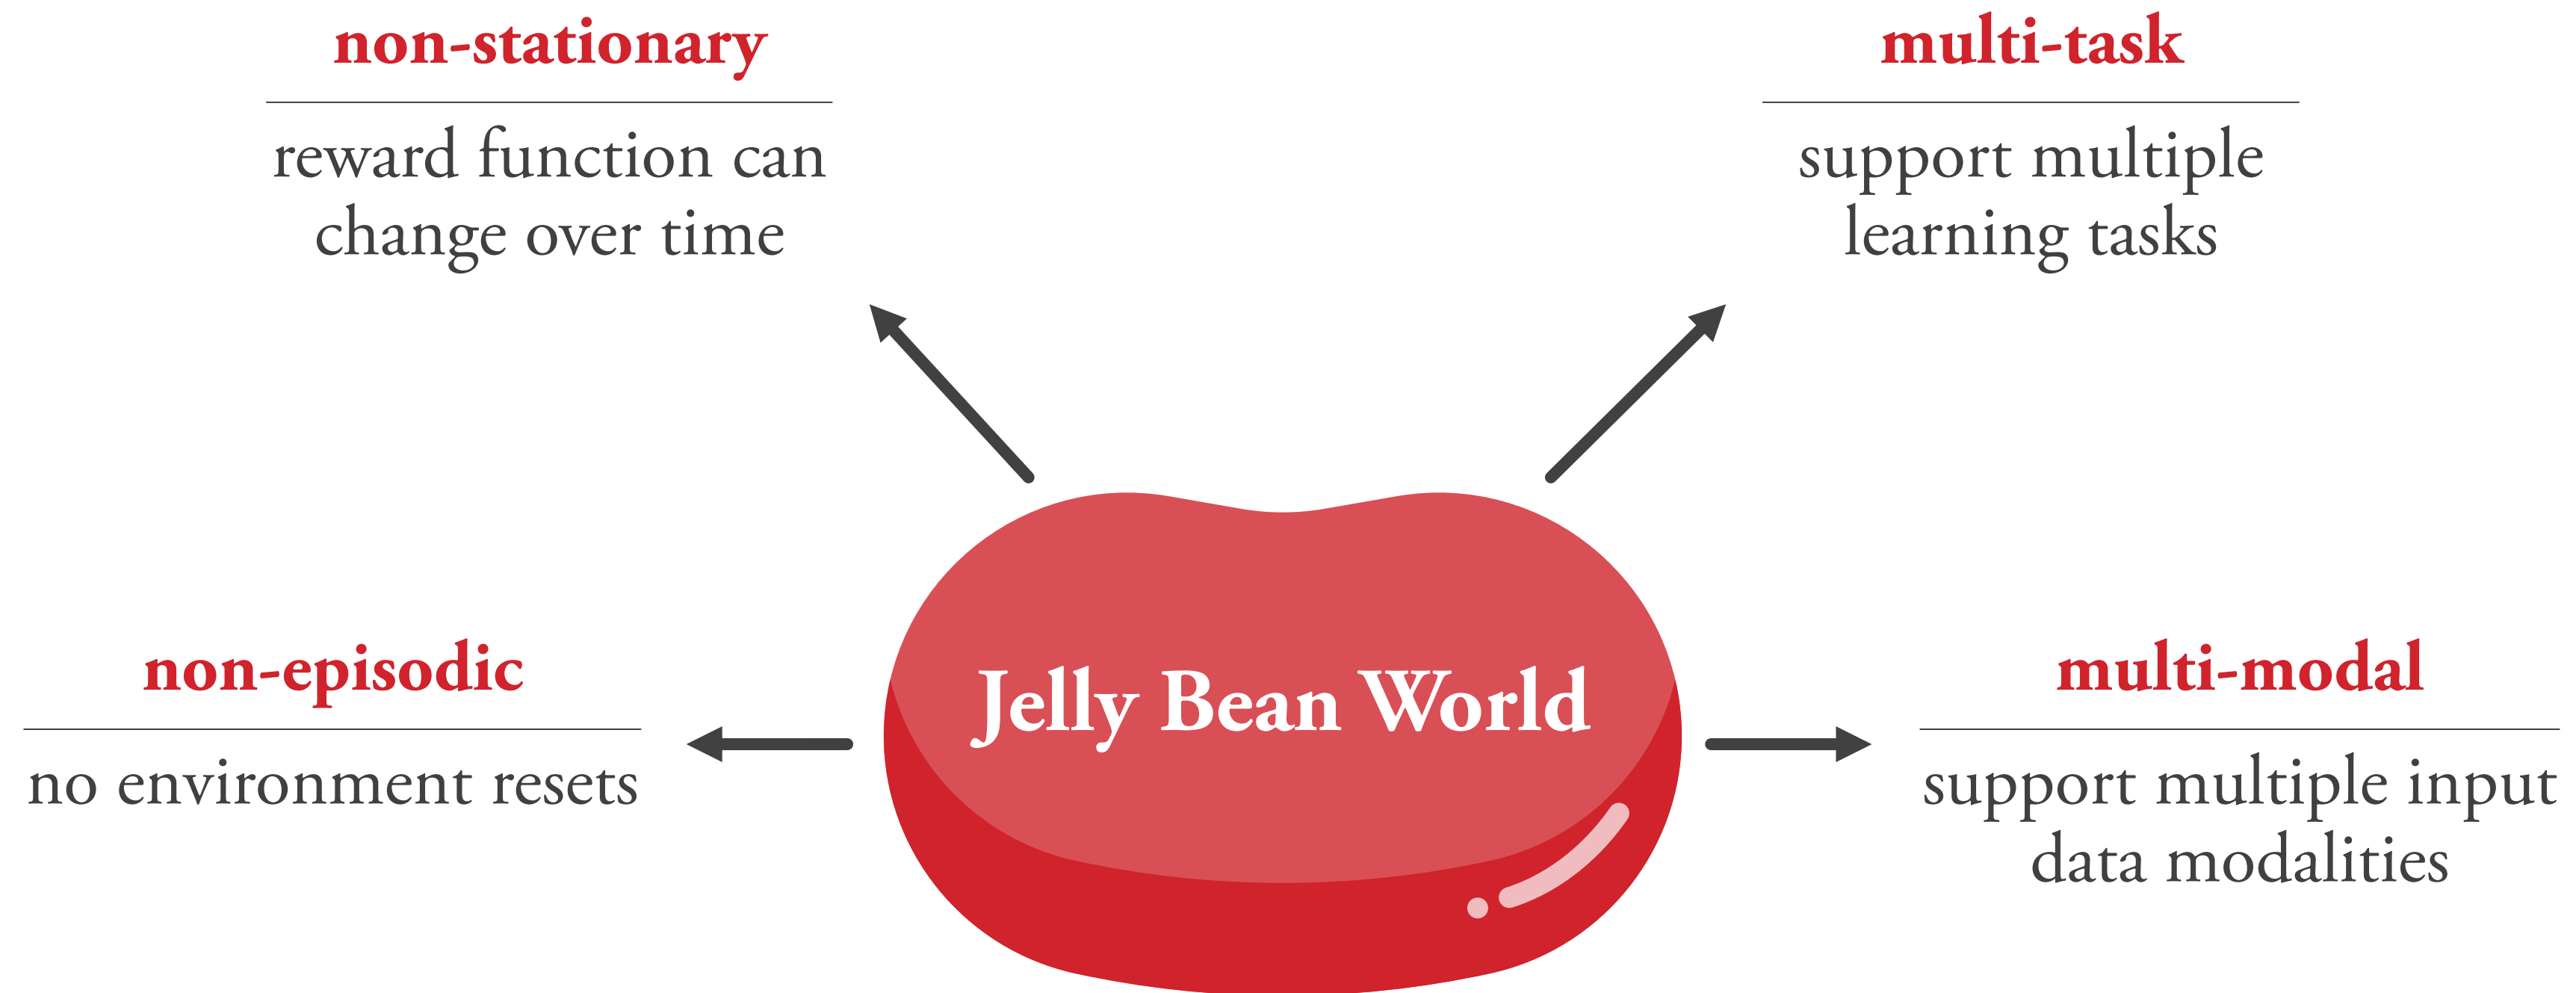 non-stationary
reward function can
change over time
multi-task
support multiple
learning tasks
non-episodic
no environment resets
Jelly Bean World
multi-modal
support multiple input
data modalities